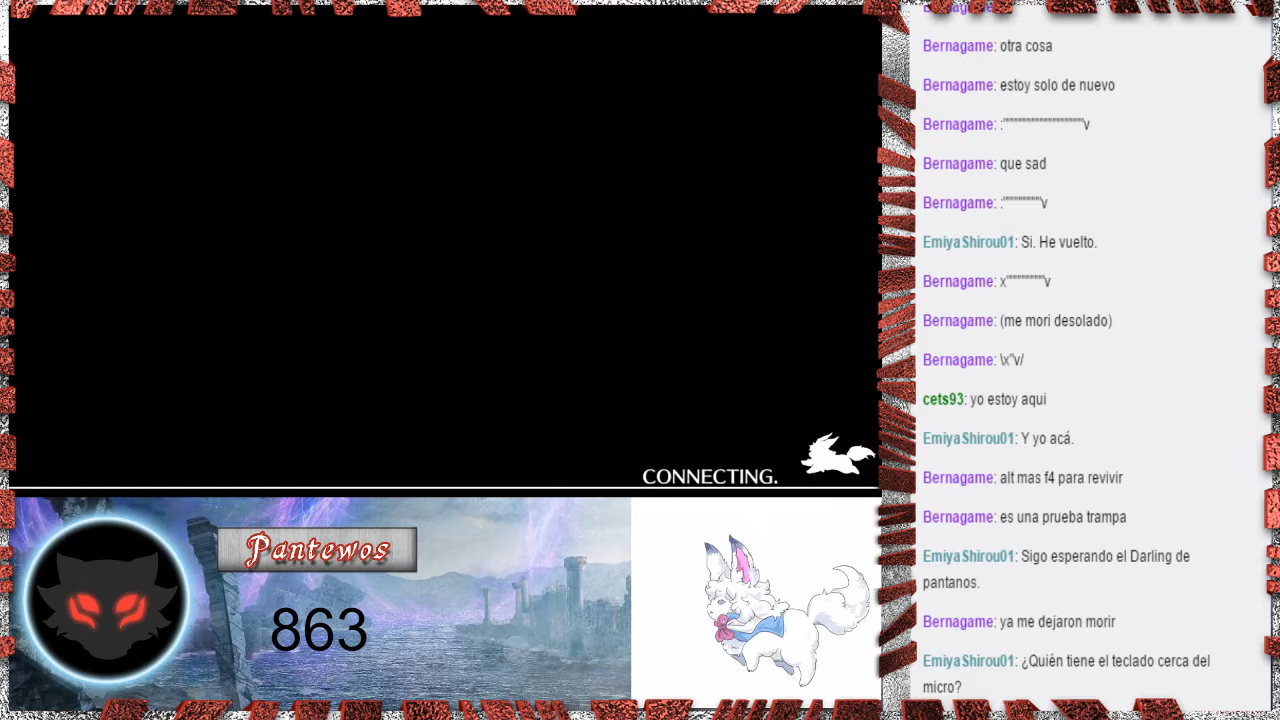 CONNECTING.
Pantewos
863
Bernagame: otra cosa
Bernagame: estoy solo de nuevo
Bernagame: que sad
EmiyaShirou01: Si. He vuelto.
Bernagame: (me mori desolado)
Bernagame: \x"v/
cets93: yo estoy aqui
EmiyaShirou01: Y yo acá.
Bernagame: alt mas f4 para revivir
Bernagame: es una prueba trampa
EmiyaShirou01: Sigo esperando el Darling de
pantanos.
Bernagame: ya me dejaron morir
EmiyaShirou01: ¿Quién tiene el teclado cerca del
micro?